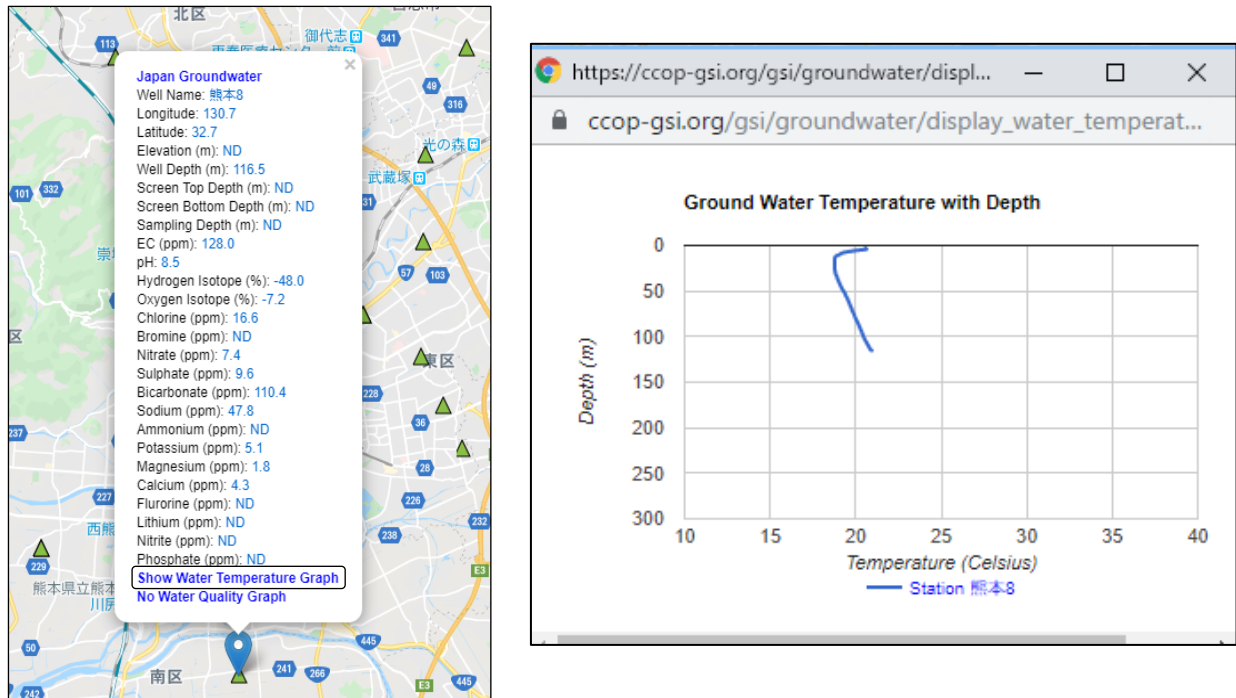 北区
御代志
341
113
49
316
光の森
武蔵塚
101
332
31
57
103
区
東区
228
36
237
28
227
226
西熊
232
238
229
熊本県立熊本
川尻
E3
50
445
南区
241
266
E3
445
242
×
Japan Groundwater
Well Name: 熊本8
Longitude: 130.7
Latitude: 32.7
Elevation (m): ND
Well Depth (m): 116.5
Screen Top Depth (m): ND
Screen Bottom Depth (m): ND
Sampling Depth (m): ND
EC (ppm): 128.0
pH: 8.5
Hydrogen Isotope (%): -48.0
Oxygen Isotope (%): -7.2
Chlorine (ppm): 16.6
Bromine (ppm): ND
Nitrate (ppm): 7.4
Sulphate (ppm): 9.6
Bicarbonate (ppm): 110.4
Sodium (ppm): 47.8
Ammonium (ppm): ND
Potassium (ppm): 5.1
Magnesium (ppm): 1.8
Calcium (ppm): 4.3
Flurorine (ppm): ND
Lithium (ppm): ND
Nitrite (ppm): ND
Phosphate (ppm): ND
Show Water Temperature Graph
No Water Quality Graph
https://ccop-gsi.org/gsi/groundwater/displ...
ccop-gsi.org/gsi/groundwater/display_water_temperat...
Ground Water Temperature with Depth
0
50
100
150
200
250
300
Depth (m)
10 15 20 25 30 35 40
Temperature (Celsius)
Station 熊本8